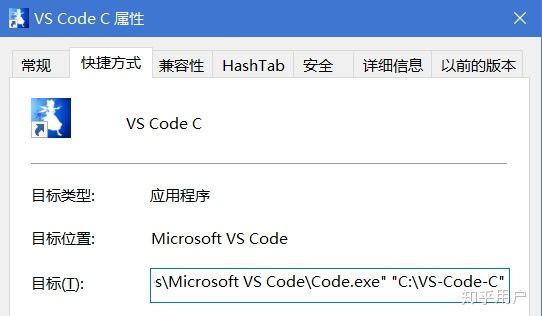 VS Code C 属性
常规 快捷方式 兼容性 HashTab 安全 详细信息 以前的版本
VS Code C
目标类型: 应用程序
目标位置: Microsoft VS Code
目标(T): s\Microsoft VS Code\Code.exe" "C:\VS-Code-C"
知乎用户